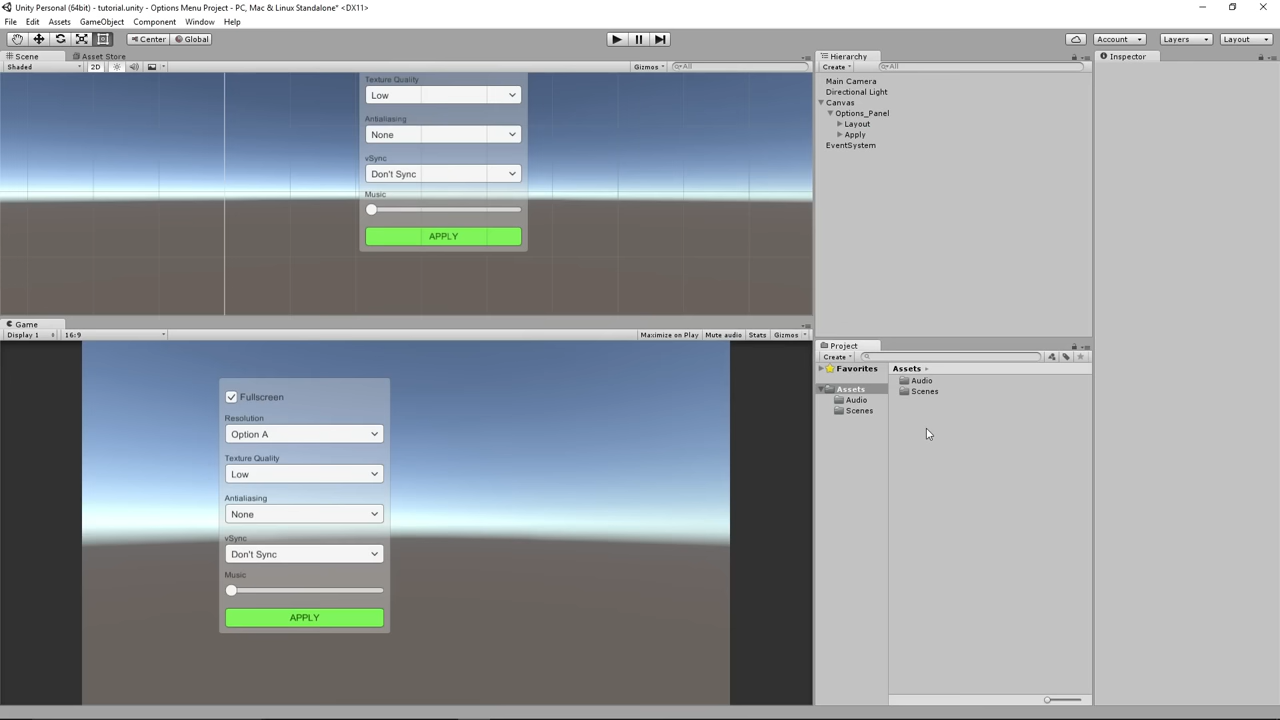 Unity Personal (64bit) - tutorial.unity - Options Menu Project - PC, Mac & Linux Standalone* <DX11>
File Edit Assets GameObject Component Window Help
Center Global Account Layers Layout
Scene Asset Store
Shaded 2D Gizmos All
Texture Quality
Low
Antialiasing
None
vSync
Don't Sync
Music
APPLY
Game
Display 1 16:9 Maximize on Play Mute audio Stats Gizmos
Fullscreen
Resolution
Option A
Texture Quality
Low
Antialiasing
None
vSync
Don't Sync
Music
APPLY
Hierarchy
Create All
Main Camera
Directional Light
Canvas
Options_Panel
Layout
Apply
EventSystem
Project
Create
Favorites
Assets
Audio
Scenes
Assets
Audio
Scenes
Inspector